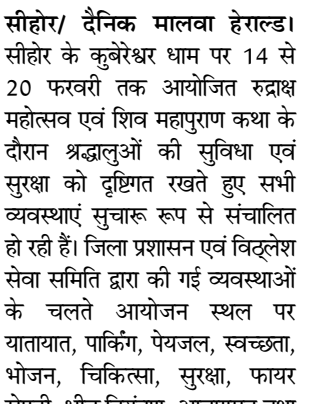 सीहोर/ दैनिक मालवा हेराल्ड।
सीहोर के कुबेरेश्वर धाम पर 14 से
20 फरवरी तक आयोजित रुद्राक्ष
महोत्सव एवं शिव महापुराण कथा के
दौरान श्रद्धालुओं की सुविधा एवं
सुरक्षा को दृष्टिगत रखते हुए सभी
व्यवस्थाएं सुचारू रूप से संचालित
हो रही हैं। जिला प्रशासन एवं विठ्लेश
सेवा समिति द्वारा की गई व्यवस्थाओं
के चलते आयोजन स्थल पर
यातायात, पार्किंग, पेयजल, स्वच्छता,
भोजन, चिकित्सा, सुरक्षा, फायर